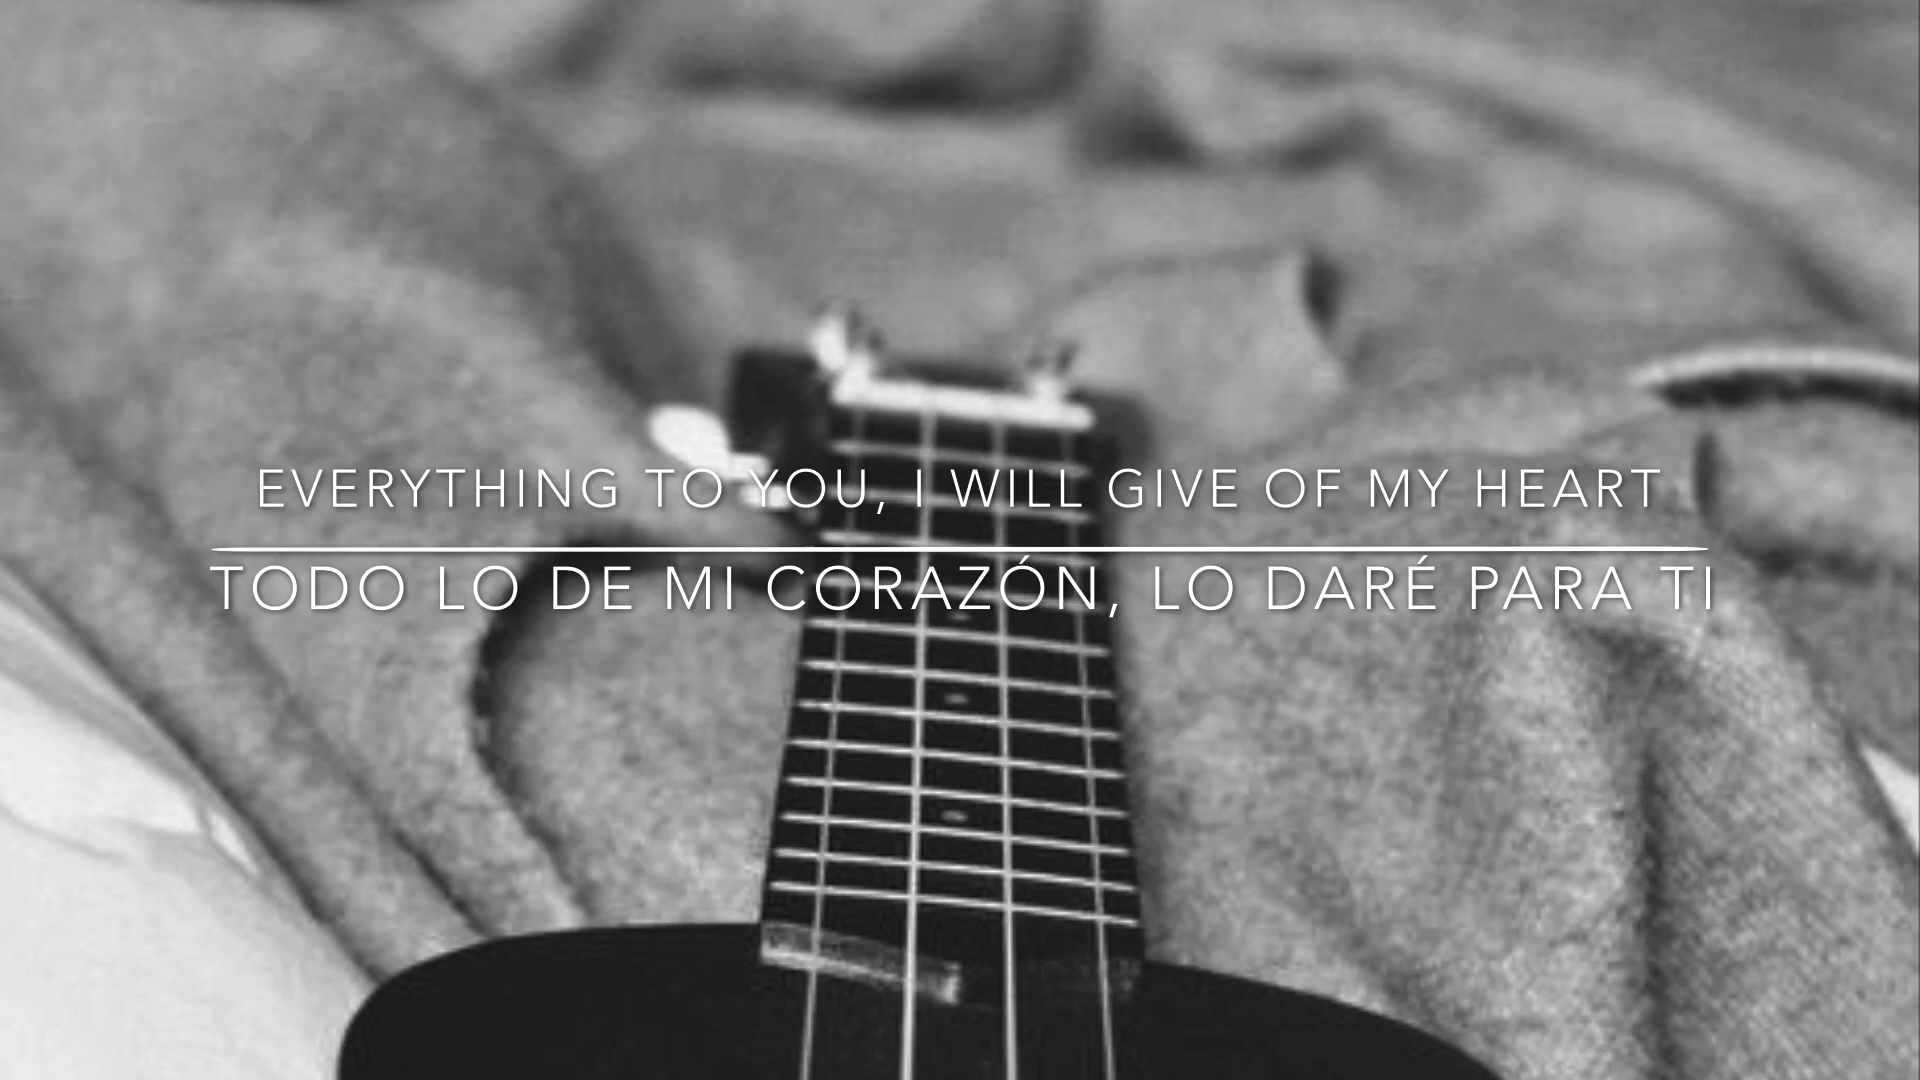 EVERYTHING TO YOU, I WILL GIVE OF MY HEART
TODO LO DE MI CORAZÓN, LO DARÉ PARA TI